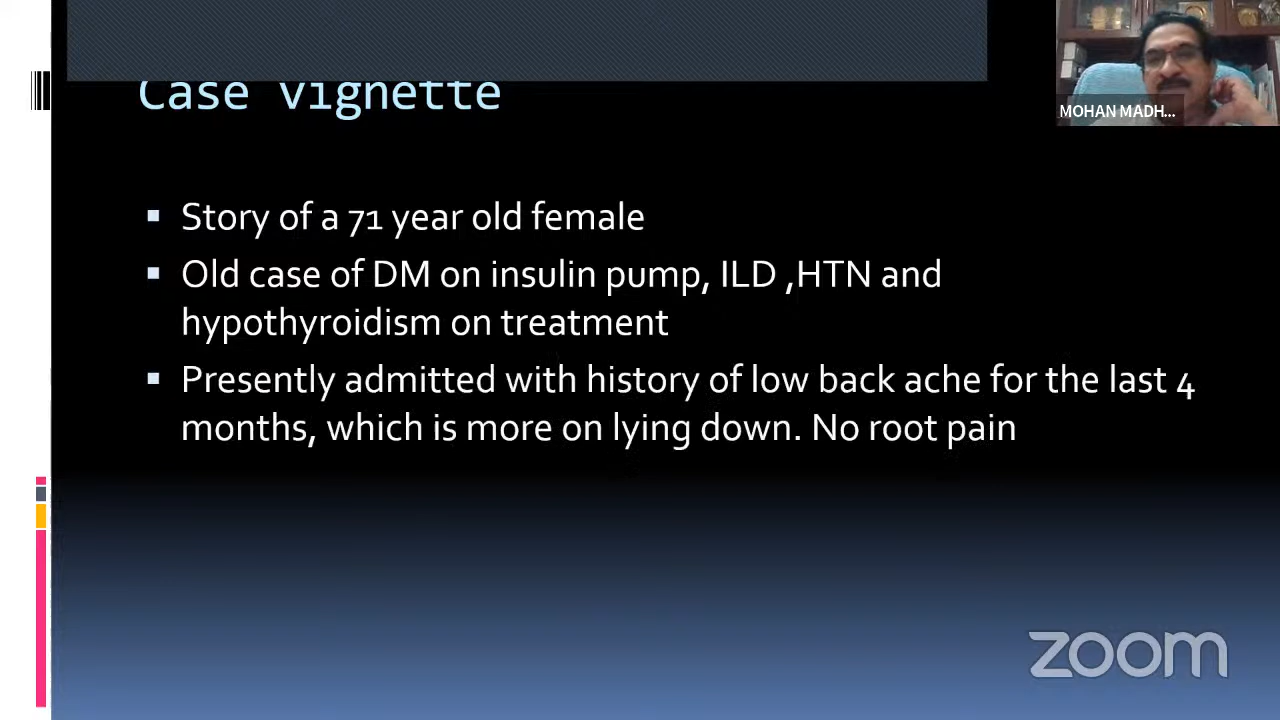 Case vignette
MOHAN MADH...
▪ Story of a 71 year old female
▪ Old case of DM on insulin pump, ILD ,HTN and
hypothyroidism on treatment
▪ Presently admitted with history of low back ache for the last 4
months, which is more on lying down. No root pain
zoom